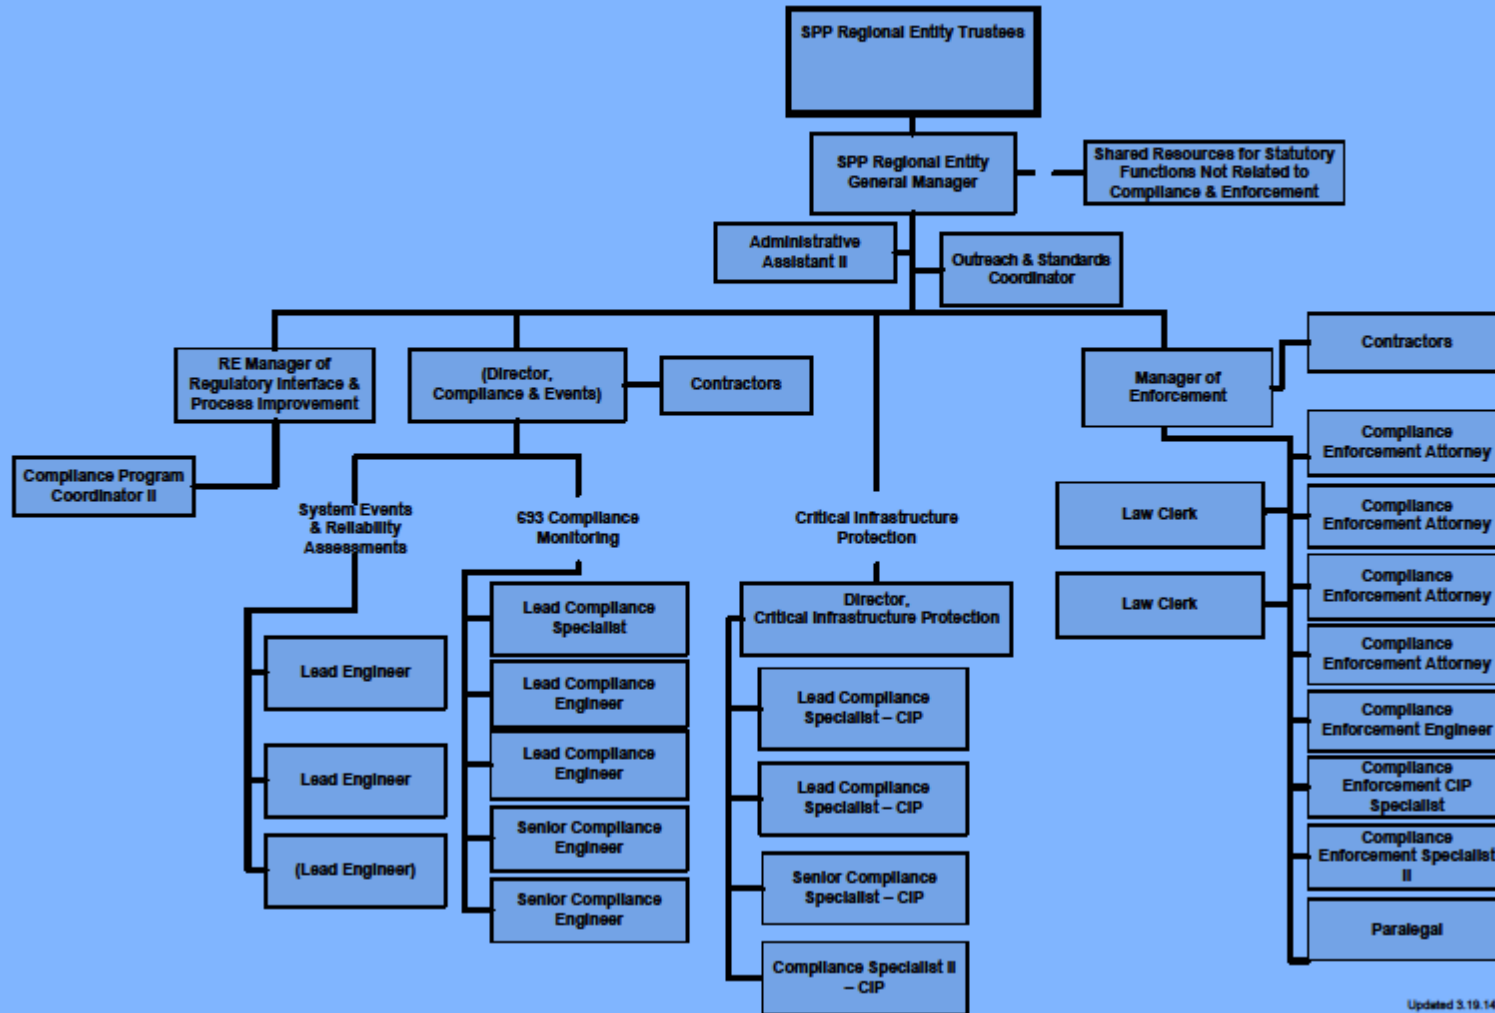 SPP Regional Entity Trustees
SPP Regional Entity
General Manager
Shared Resources for Statutory
Functions Not Related to
Compliance & Enforcement
Administrative
Assistant II
Outreach & Standards
Coordinator
RE Manager of
Regulatory Interface &
Process Improvement
(Director,
Compliance & Events)
Contractors
Manager of
Enforcement
Contractors
Compliance Program
Coordinator II
System Events
& Reliability
Assessments
693 Compliance
Monitoring
Critical Infrastructure
Protection
Lead Engineer
Lead Engineer
(Lead Engineer)
Lead Compliance
Specialist
Lead Compliance
Engineer
Lead Compliance
Engineer
Senior Compliance
Engineer
Senior Compliance
Engineer
Director,
Critical Infrastructure Protection
Lead Compliance
Specialist – CIP
Lead Compliance
Specialist – CIP
Senior Compliance
Specialist – CIP
Compliance Specialist II
– CIP
Law Clerk
Law Clerk
Compliance
Enforcement Attorney
Compliance
Enforcement Attorney
Compliance
Enforcement Attorney
Compliance
Enforcement Attorney
Compliance
Enforcement Engineer
Compliance
Enforcement CIP
Specialist
Compliance
Enforcement Specialist
II
Paralegal
Updated 3.19.14